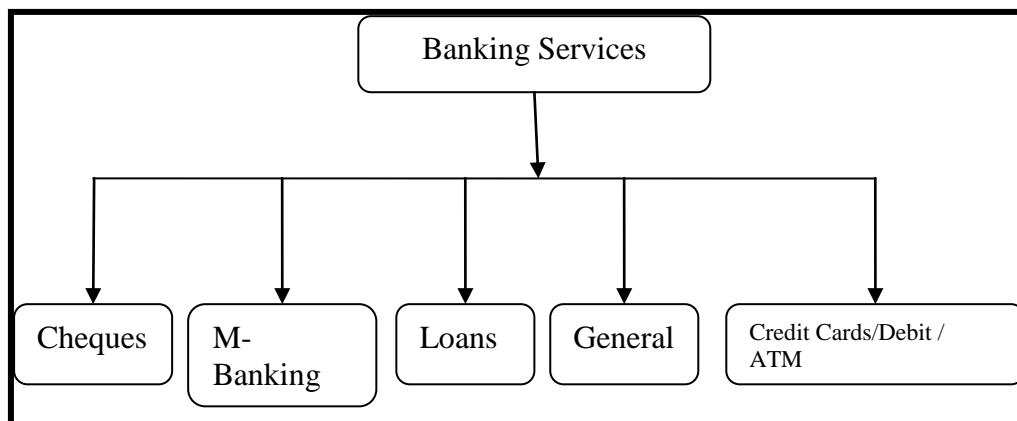 Banking Services
Cheques
M-
Banking
Loans
General
Credit Cards/Debit /
ATM